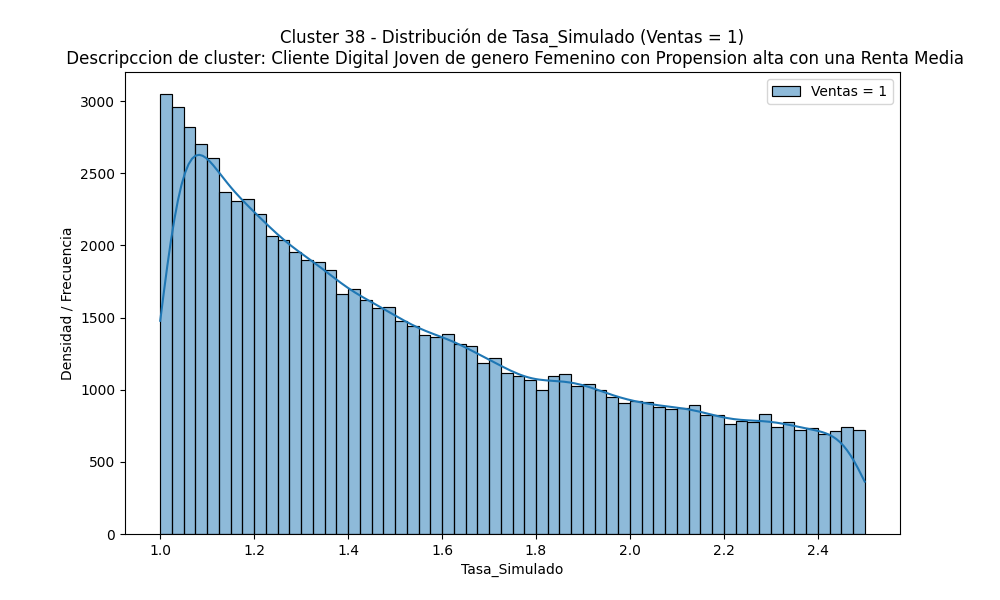 Cluster 38 - Distribución de Tasa_Simulado (Ventas = 1)
Descripccion de cluster: Cliente Digital Joven de genero Femenino con Propension alta con una Renta Media
Ventas = 1
Densidad / Frecuencia
3000
2500
2000
1500
1000
500
0
1.0 1.2 1.4 1.6 1.8 2.0 2.2 2.4
Tasa_Simulado